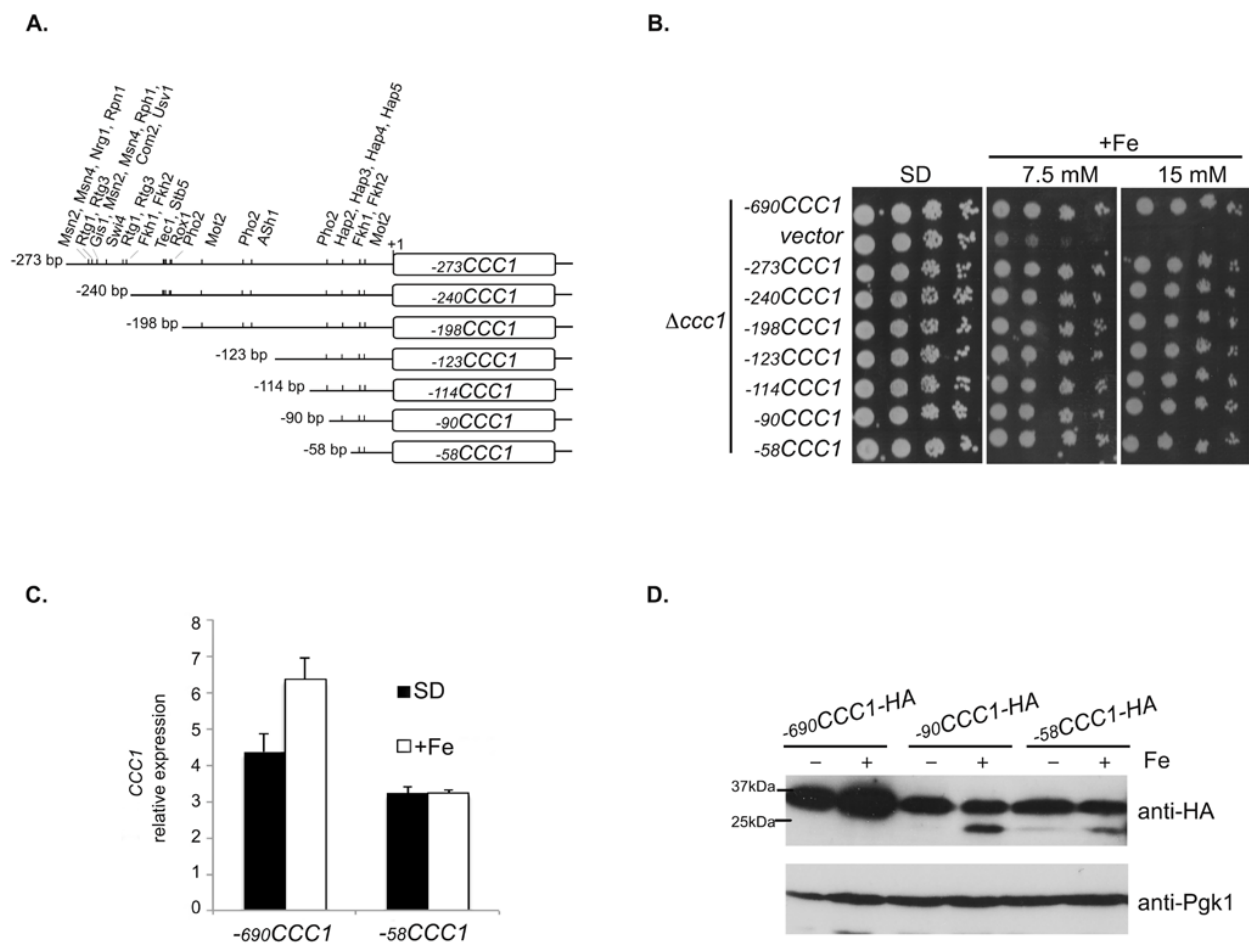 A.
Msn2, Msn4, Nrg1, Rpn1
Rtg1, Rtg3
Gis1, Msn2, Msn4, Rph1,
Com2, Usv1
Swi4
Rtg1, Rtg3
Fkh1, Fkh2
Tec1, Stb5
Rox1
Pho2
Mot2
Pho2
ASh1
Pho2
Hap2, Hap3, Hap4, Hap5
Fkh1, Fkh2
Mot2
+1
-273 bp
-273CCC1
-240 bp
-240CCC1
-198 bp
-198CCC1
-123 bp
-123CCC1
-114 bp
-114CCC1
-90 bp
-90CCC1
-58 bp
-58CCC1
B.
+Fe
SD
7.5 mM
15 mM
Δccc1
-690CCC1
vector
-273CCC1
-240CCC1
-198CCC1
-123CCC1
-114CCC1
-90CCC1
-58CCC1
C.
CCC1
relative expression
8
7
6
5
4
3
2
1
0
SD
+Fe
-690CCC1
-58CCC1
D.
-690CCC1-HA
-90CCC1-HA
-58CCC1-HA
– + – + – + Fe
37kDa
25kDa
anti-HA
anti-Pgk1